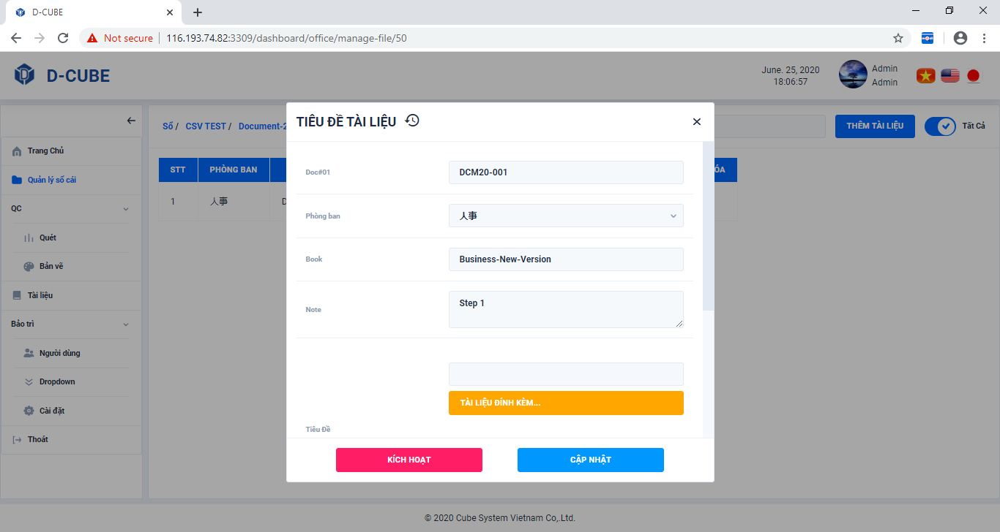 D-CUBE
Not secure
116.193.74.82:3309/dashboard/office/manage-file/50
D-CUBE
June. 25, 2020
18:06:57
Admin
Admin
Sổ / CSV TEST / Document-2
THÊM TÀI LIỆU
Tất Cả
Trang Chủ
Quản lý sổ cái
QC
Quét
Bản vẽ
Tài liệu
Bảo trì
Người dùng
Dropdown
Cài đặt
Thoát
STT
PHÒNG BAN
ÓA
1
人事
D
TIÊU ĐỀ TÀI LIỆU
Doc#01
DCM20-001
Phòng ban
人事
Book
Business-New-Version
Note
Step 1
TÀI LIỆU ĐÍNH KÈM...
Tiêu Đề
KÍCH HOẠT
CẬP NHẬT
© 2020 Cube System Vietnam Co,.Ltd.